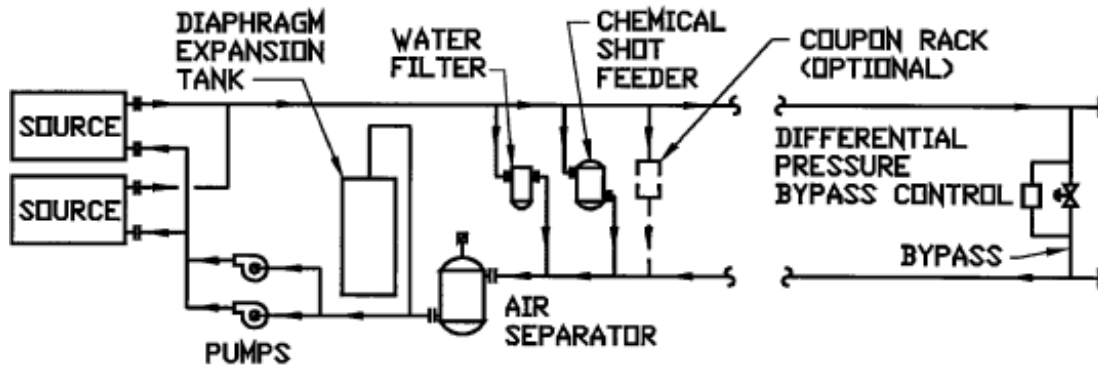 DIAPHRAGM
EXPANSION
TANK
WATER
FILTER
CHEMICAL
SHOT
FEEDER
COUPON RACK
(OPTIONAL)
SOURCE
SOURCE
DIFFERENTIAL
PRESSURE
BYPASS CONTROL
BYPASS
AIR
SEPARATOR
PUMPS